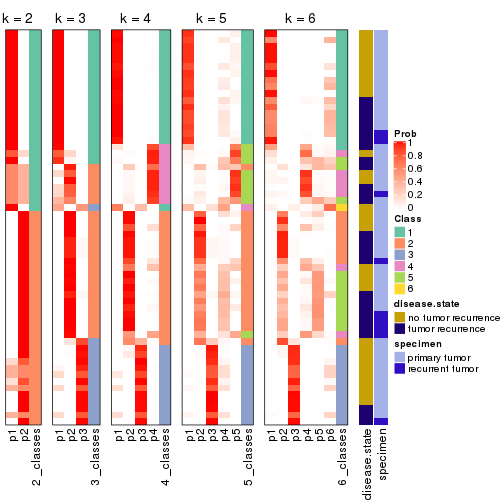 k = 2 k = 3 k = 4 k = 5 k = 6
Prob
1
0.8
0.6
0.4
0.2
0
Class
1
2
3
4
5
6
disease.state
no tumor recurrence
tumor recurrence
specimen
primary tumor
recurrent tumor
p1
p2
2_classes
p1
p2
p3
3_classes
p1
p2
p3
p4
4_classes
p1
p2
p3
p4
p5
5_classes
p1
p2
p3
p4
p5
p6
6_classes
disease.state
specimen